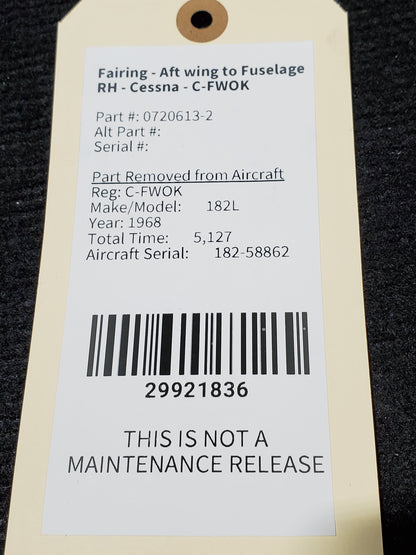 Fairing - Aft wing to Fuselage
RH - Cessna - C-FWOK
Part #: 0720613-2
Alt Part #:
Serial #:
Part Removed from Aircraft
Reg: C-FWOK
Make/Model: 182L
Year: 1968
Total Time: 5,127
Aircraft Serial: 182-58862
29921836
THIS IS NOT A
MAINTENANCE RELEASE